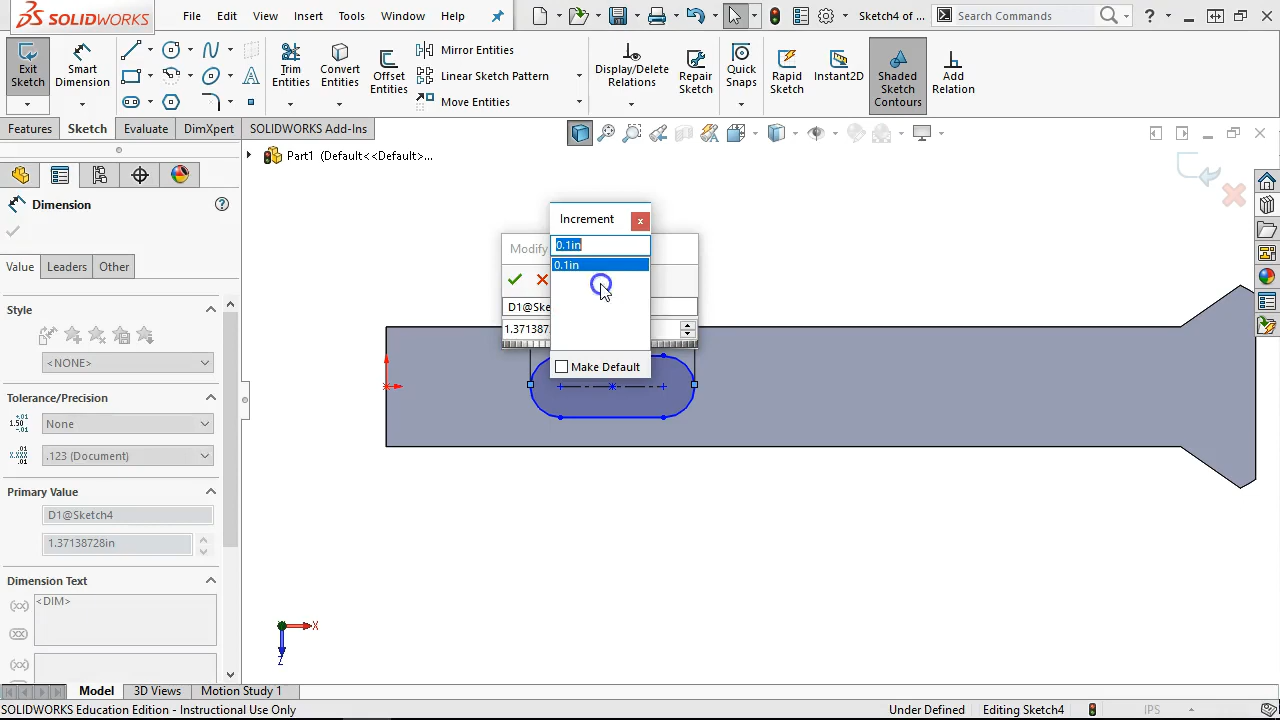 SOLIDWORKS
File
Edit
View
Insert
Tools
Window
Help
Sketch4 of ...
Search Commands
?
Exit Sketch
Smart Dimension
Trim Entities
Convert Entities
Offset Entities
Mirror Entities
Linear Sketch Pattern
Move Entities
Display/Delete Relations
Repair Sketch
Quick Snaps
Rapid Sketch
Instant2D
Shaded Sketch Contours
Add Relation
Features
Sketch
Evaluate
DimXpert
SOLIDWORKS Add-Ins
Part1 (Default<<Default>...
Dimension
?
Value
Leaders
Other
Style
<NONE>
Tolerance/Precision
None
.123 (Document)
Primary Value
D1@Sketch4
1.37138728in
Dimension Text
<DIM>
Increment
0.1in
0.1in
Make Default
Modify
D1@Ske
1.371387
X
Z
Model
3D Views
Motion Study 1
SOLIDWORKS Education Edition - Instructional Use Only
Under Defined
Editing Sketch4
IPS